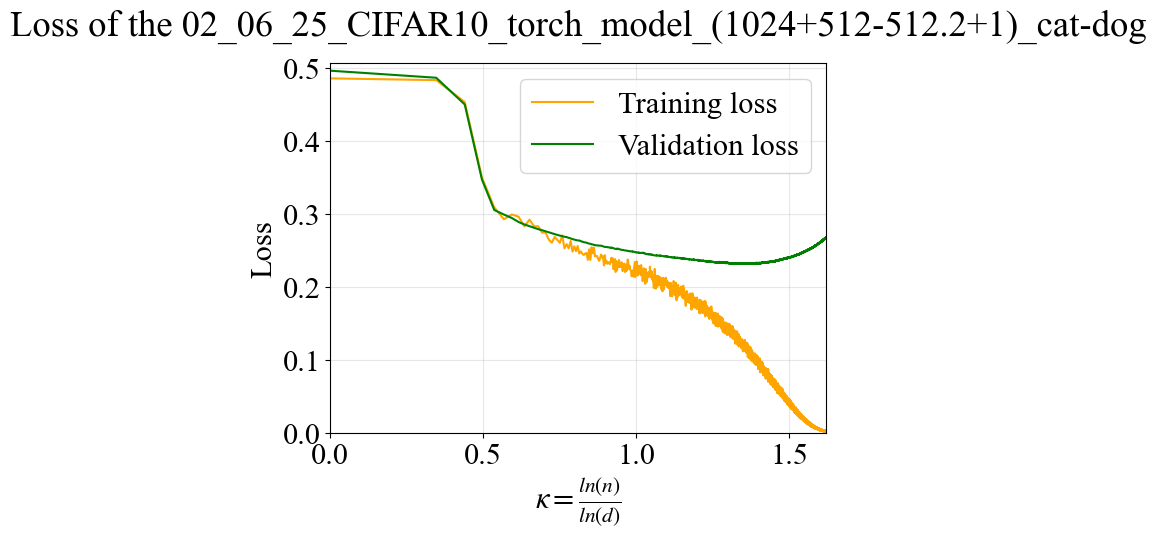 Loss of the 02_06_25_CIFAR10_torch_model_(1024+512-512.2+1)_cat-dog
0.5
0.4
0.3
0.2
0.1
0.0
Loss
Training loss
Validation loss
0.0 0.5 1.0 1.5
κ = ln(n)/ln(d)